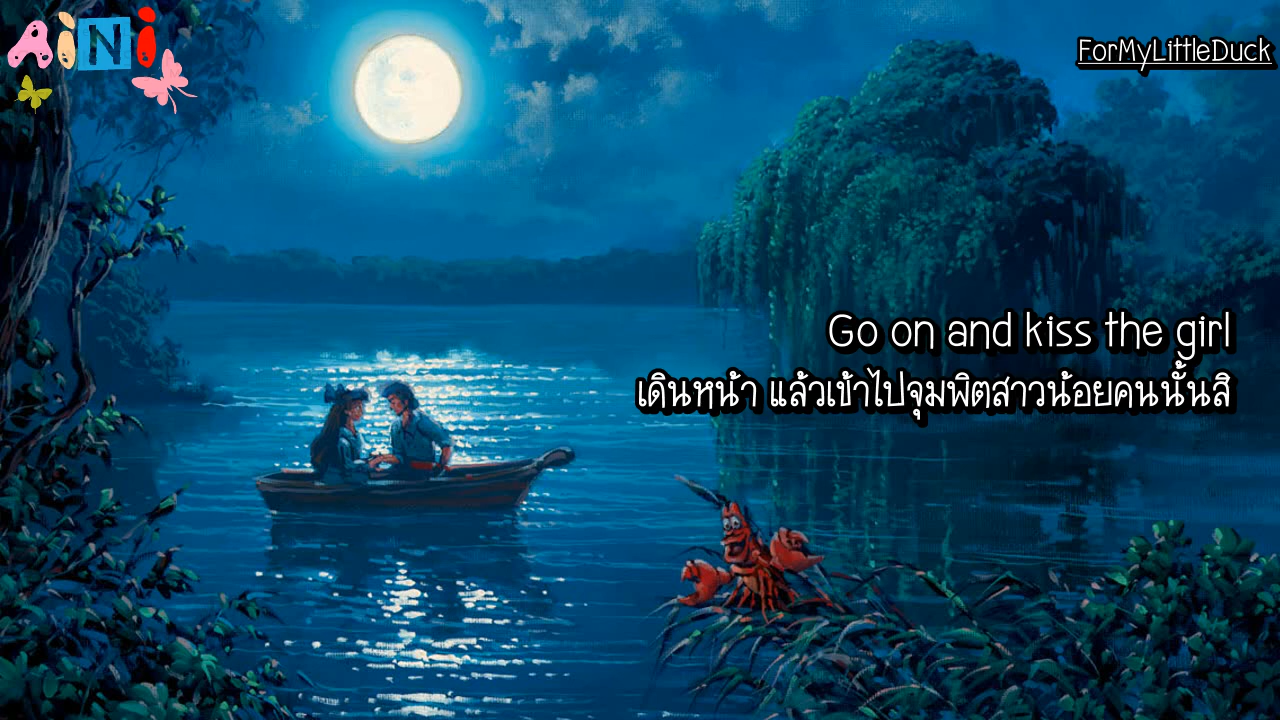 AiNi
ForMyLittleDuck
Go on and kiss the girl
เดินหน้า แล้วเข้าไปจุมพิตสาวน้อยคนนั้นสิ